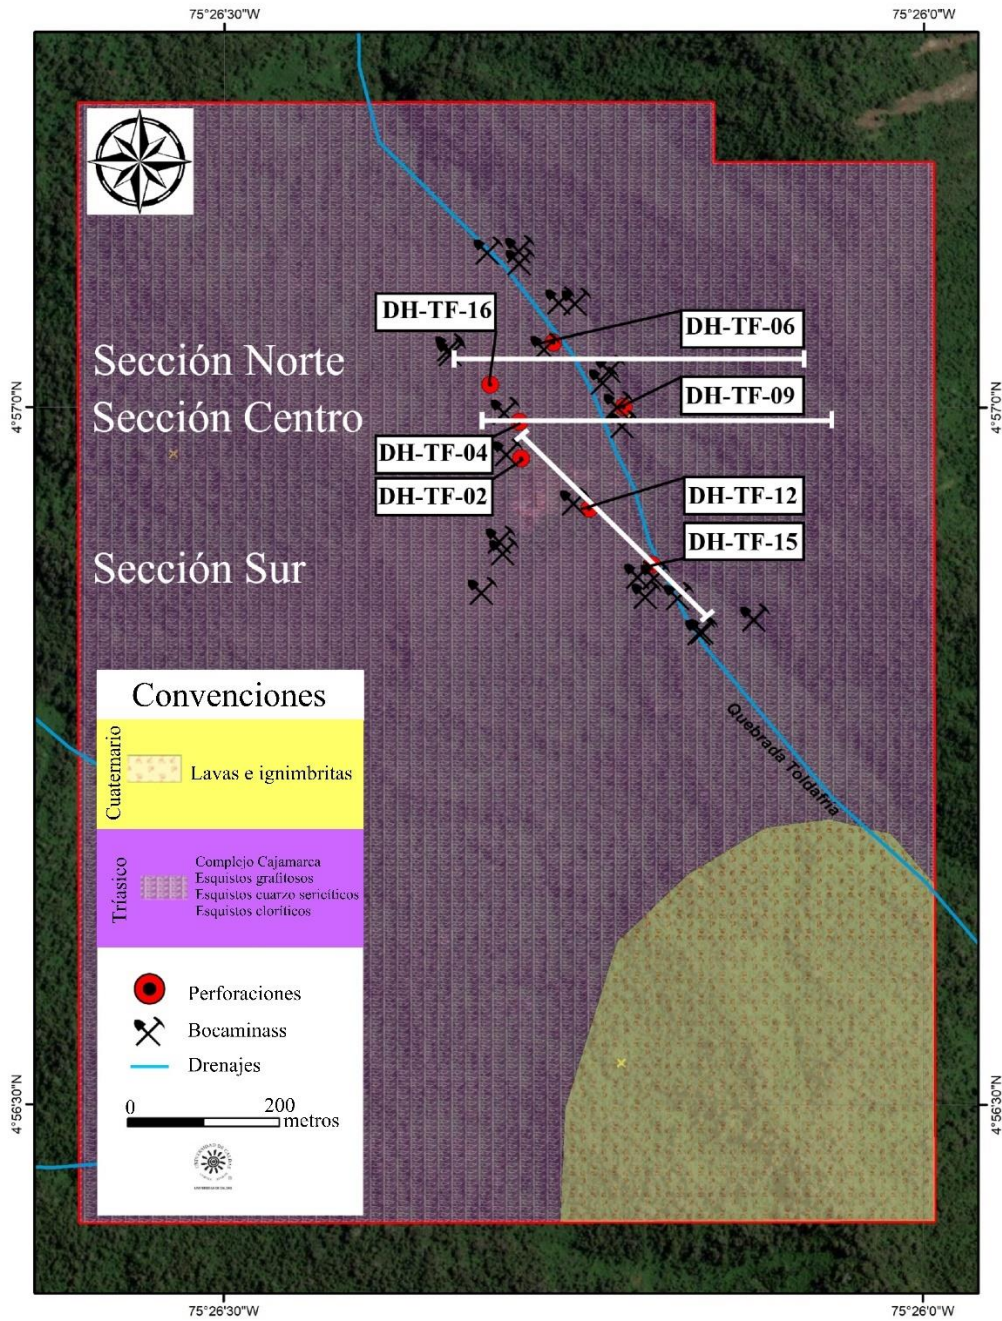 75°26'30"W
75°26'0"W
DH-TF-16
DH-TF-06
Sección Norte
DH-TF-09
4°57'0"N
4°57'0"N
Sección Centro
DH-TF-04
DH-TF-02
DH-TF-12
DH-TF-15
Sección Sur
Convenciones
Cuaternario
Lavas e ignimbritas
Quebrada Toldafría
Tríasico
Complejo Cajamarca
Esquistos grafitosos
Esquistos cuarzo sericíticos
Esquistos cloríticos
Perforaciones
Bocaminass
Drenajes
0
200
metros
4°56'30"N
4°56'30"N
75°26'30"W
75°26'0"W